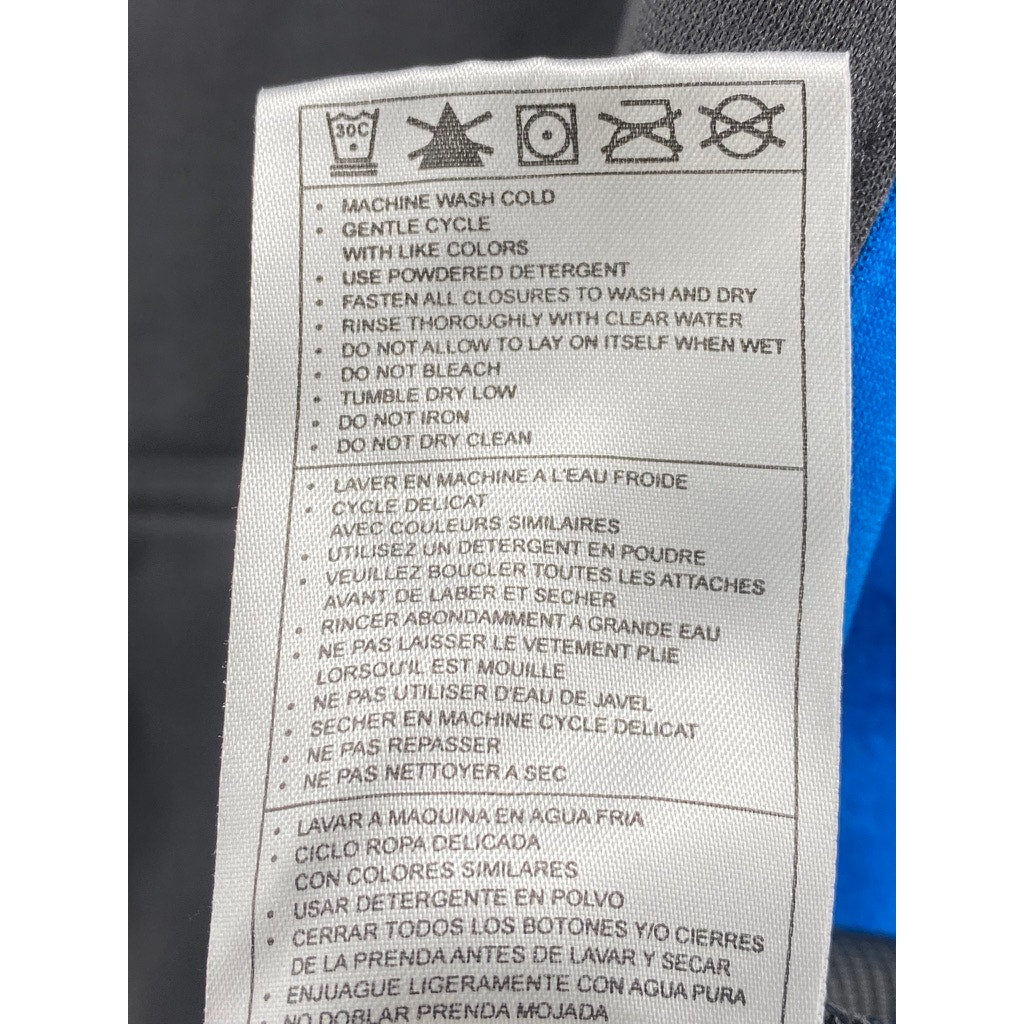 30C
• MACHINE WASH COLD
• GENTLE CYCLE
WITH LIKE COLORS
• USE POWDERED DETERGENT
• FASTEN ALL CLOSURES TO WASH AND DRY
• RINSE THOROUGHLY WITH CLEAR WATER
• DO NOT ALLOW TO LAY ON ITSELF WHEN WET
• DO NOT BLEACH
• TUMBLE DRY LOW
• DO NOT IRON
• DO NOT DRY CLEAN
• LAVER EN MACHINE A L'EAU FROIDE
• CYCLE DELICAT
AVEC COULEURS SIMILAIRES
• UTILISEZ UN DETERGENT EN POUDRE
• VEUILLEZ BOUCLER TOUTES LES ATTACHES
AVANT DE LABER ET SECHER
• RINCER ABONDAMMENT A GRANDE EAU
• NE PAS LAISSER LE VETEMENT PLIE
LORSQU'IL EST MOUILLE
• NE PAS UTILISER D'EAU DE JAVEL
• SECHER EN MACHINE CYCLE DELICAT
• NE PAS REPASSER
• NE PAS NETTOYER A SEC
• LAVAR A MAQUINA EN AGUA FRIA
• CICLO ROPA DELICADA
CON COLORES SIMILARES
• USAR DETERGENTE EN POLVO
• CERRAR TODOS LOS BOTONES Y/O CIERRES
DE LA PRENDA ANTES DE LAVAR Y SECAR
• ENJUAGUE LIGERAMENTE CON AGUA PURA
NO DOBLAR PRENDA MOJADA